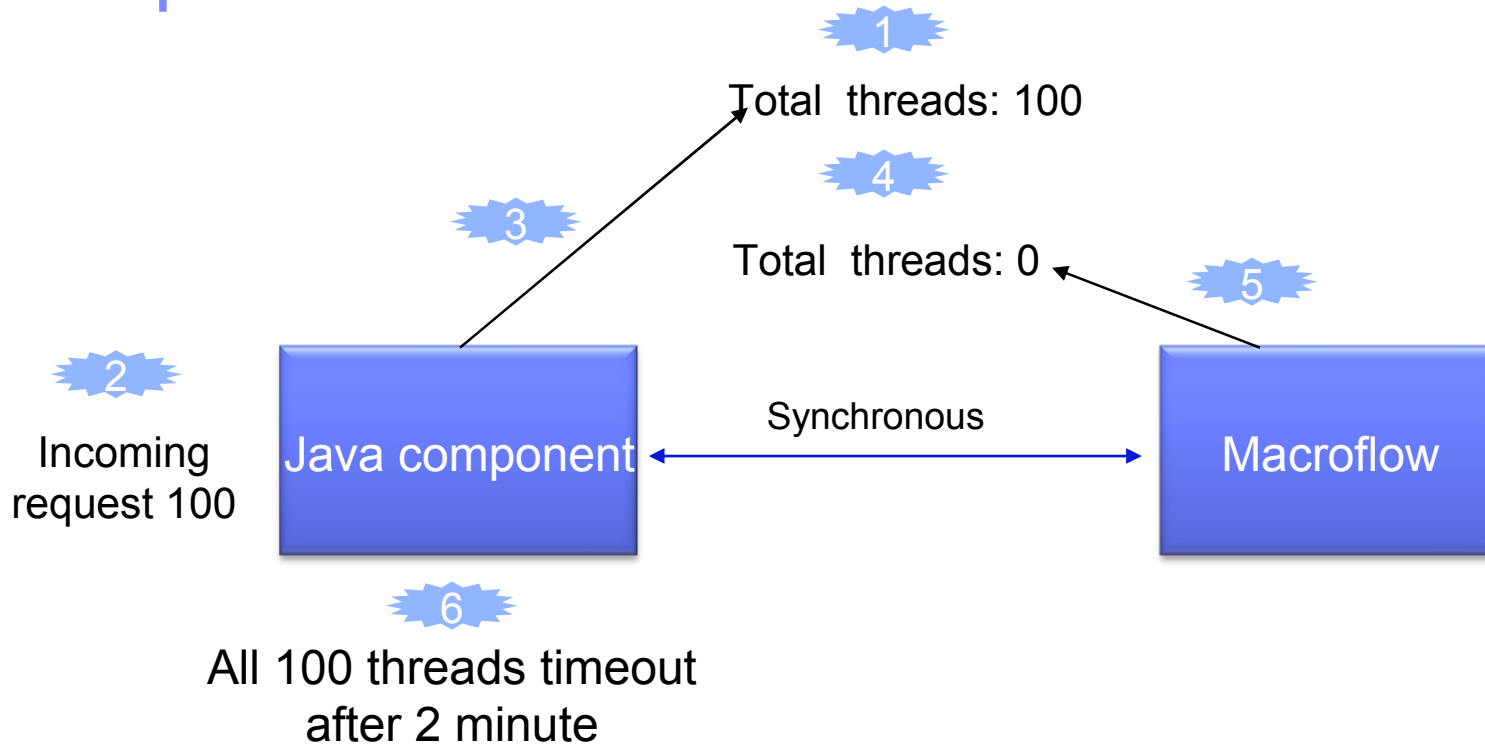 1
Total threads: 100
4
3
Total threads: 0
5
2
Synchronous
Incoming
request 100
Java component
Macroflow
6
All 100 threads timeout
after 2 minute